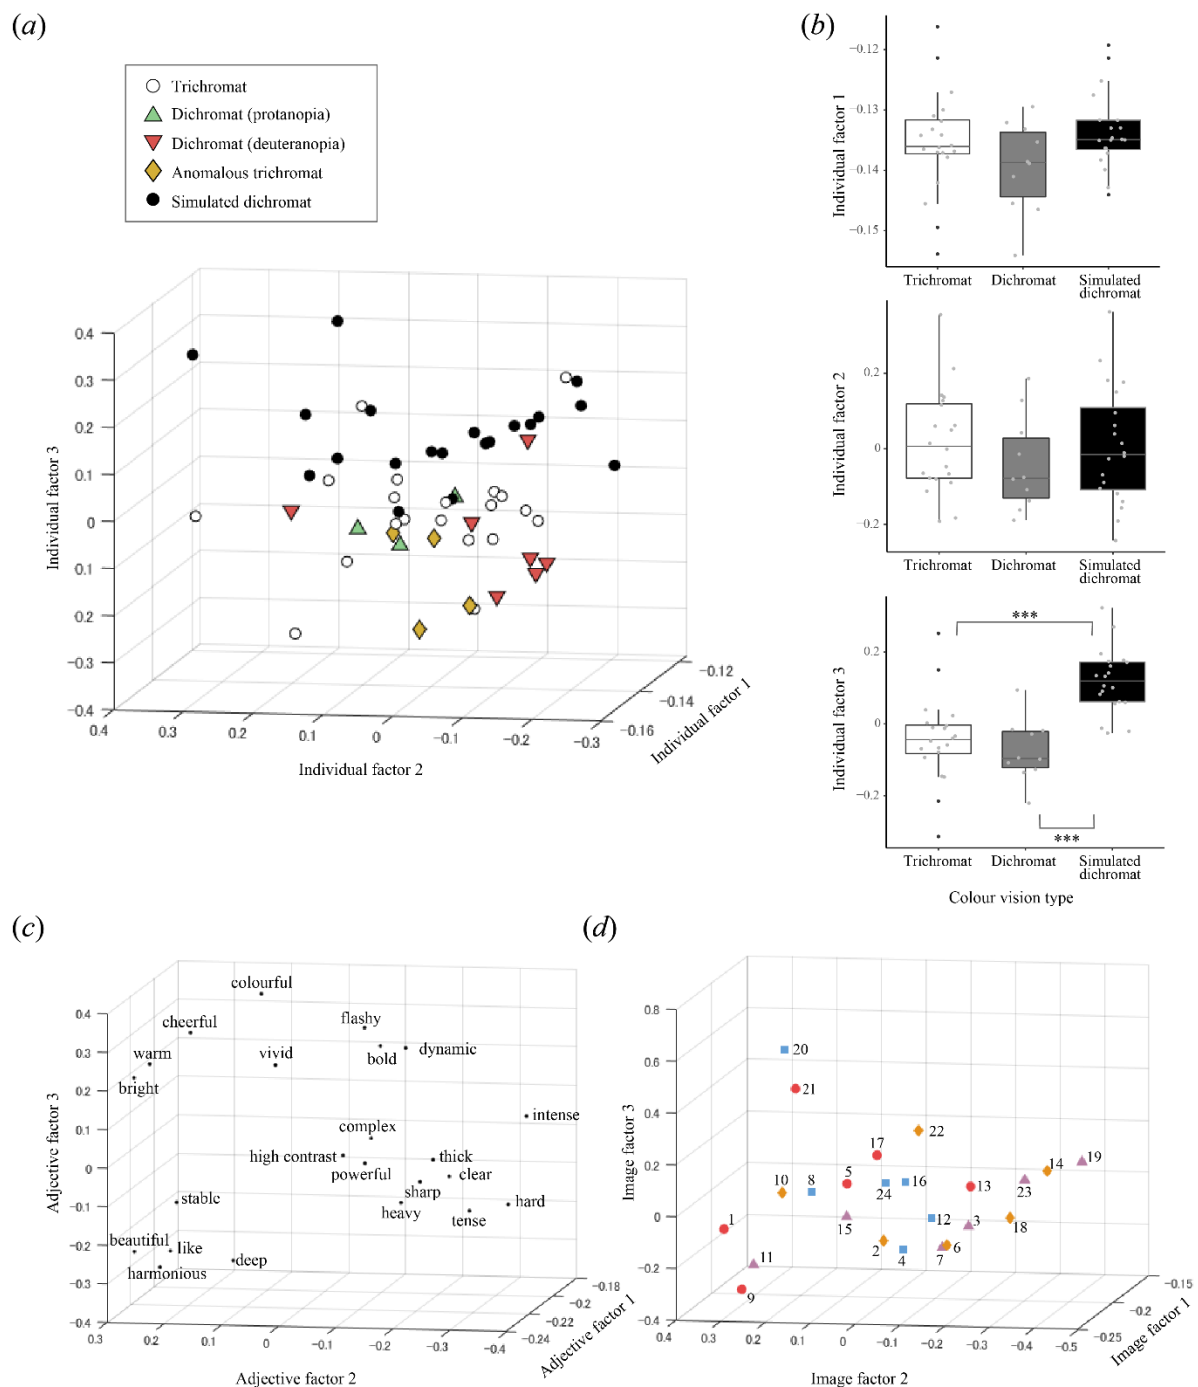 (a)
Trichromat
Dichromat (protanopia)
Dichromat (deuteranopia)
Anomalous trichromat
Simulated dichromat
0.4
0.3
0.2
0.1
0
0.1
−0.2
−0.3
−0.4
Individual factor 3
0.4
0.3
0.2
0.1
0
−0.1
−0.2
−0.3
Individual factor 2
−0.16
−0.14
−0.12
Individual factor 1
(b)
−0.12
−0.13
−0.14
−0.15
Individual factor 1
Trichromat Dichromat Simulated
dichromat
0.2
0
−0.2
Individual factor 2
Trichromat Dichromat Simulated
dichromat
***
0.2
0
−0.2
Individual factor 3
***
Trichromat Dichromat Simulated
dichromat
Colour vision type
(c)
0.4
0.3
0.2
0.1
0
−0.1
−0.2
−0.3
−0.4
Adjective factor 3
colourful
cheerful
flashy
warm
vivid
bold
dynamic
bright
intense
complex
high contrast
thick
powerful
clear
sharp
stable
heavy
hard
tense
beautiful
like
deep
harmonious
0.3
0.2
0.1
0
−0.1
−0.2
−0.3
−0.4
Adjective factor 2
−0.24
−0.22
−0.2
−0.18
Adjective factor 1
(d)
0.8
0.6
0.4
0.2
0
−0.2
−0.4
Image factor 3
20
21
22
17
19
14
5
10
8
16
24
13
23
1
15
12
3
18
2
4
7
6
11
9
0.4
0.3
0.2
0.1
0
−0.1
−0.2
−0.3
−0.4
−0.5
Image factor 2
−0.25
−0.2
−0.15
Image factor 1